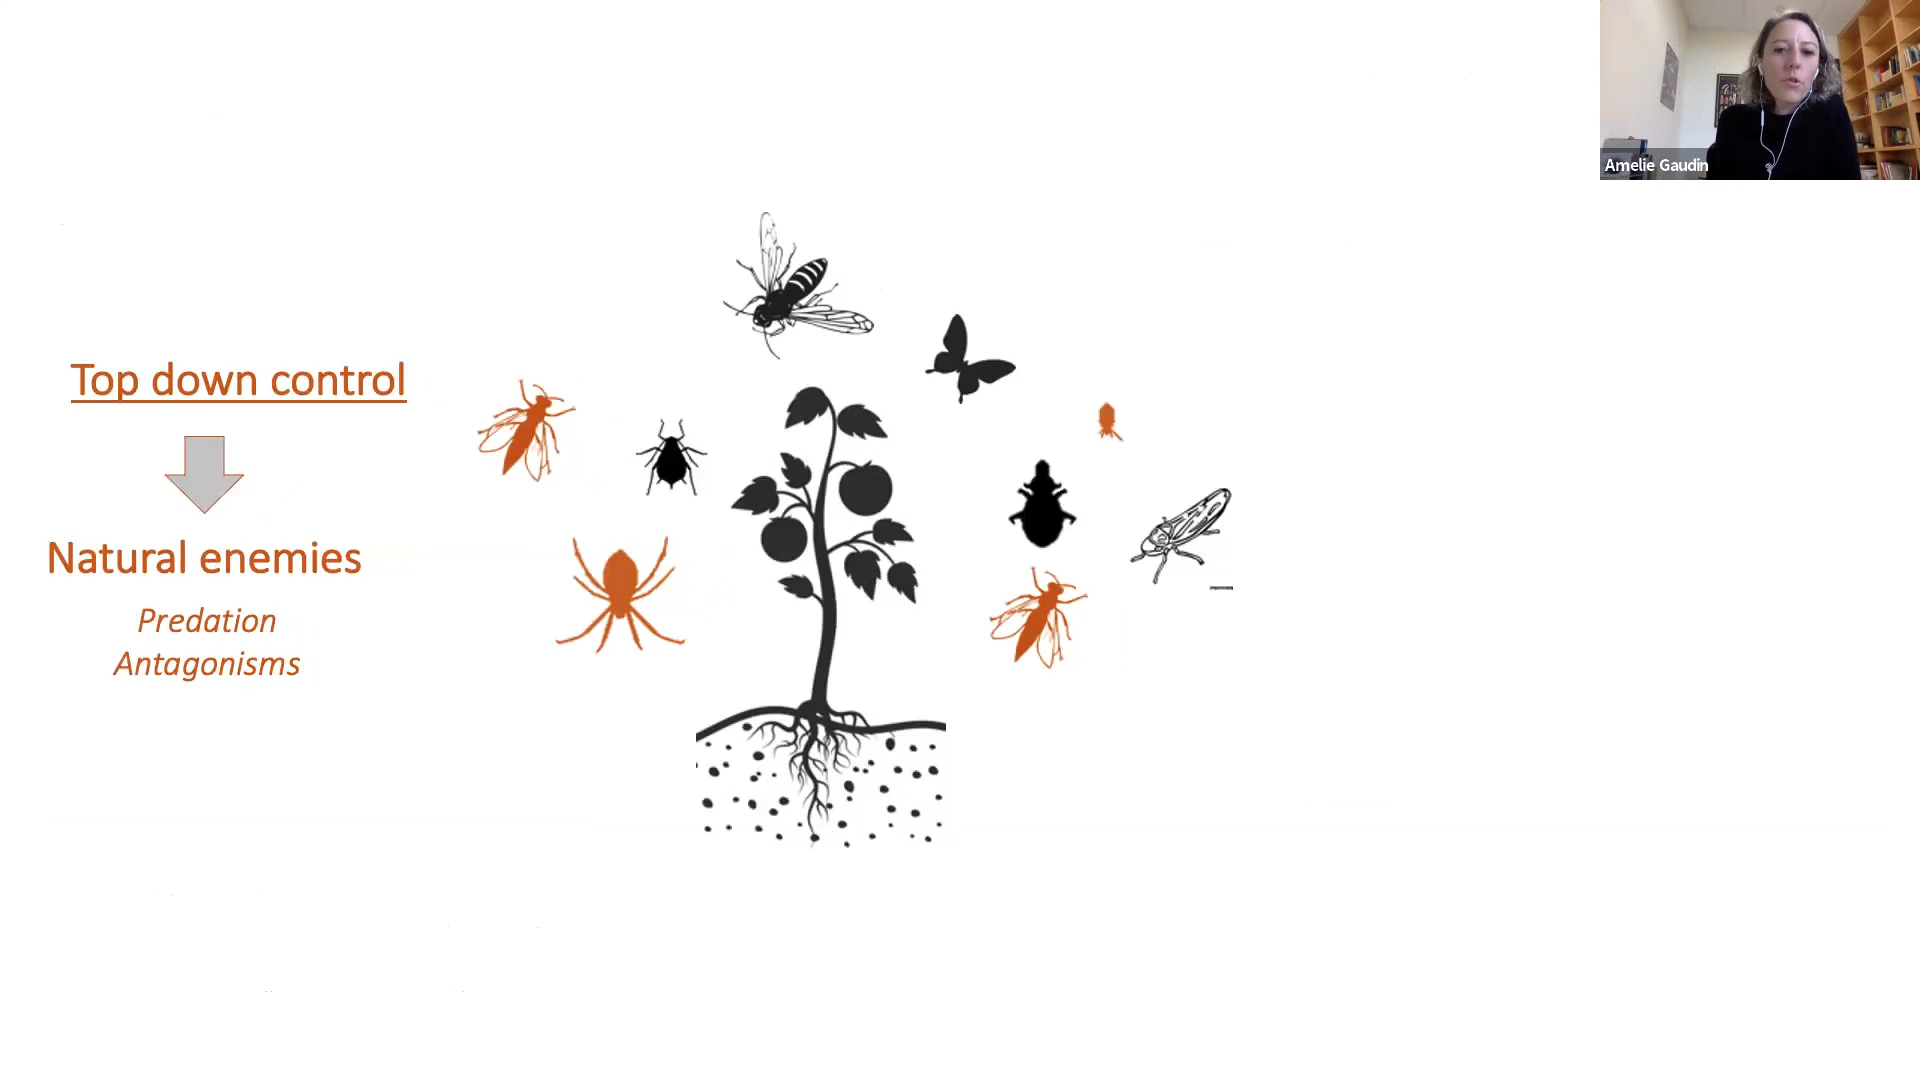 Amelie Gaudin
Top down control
Natural enemies
Predation
Antagonisms